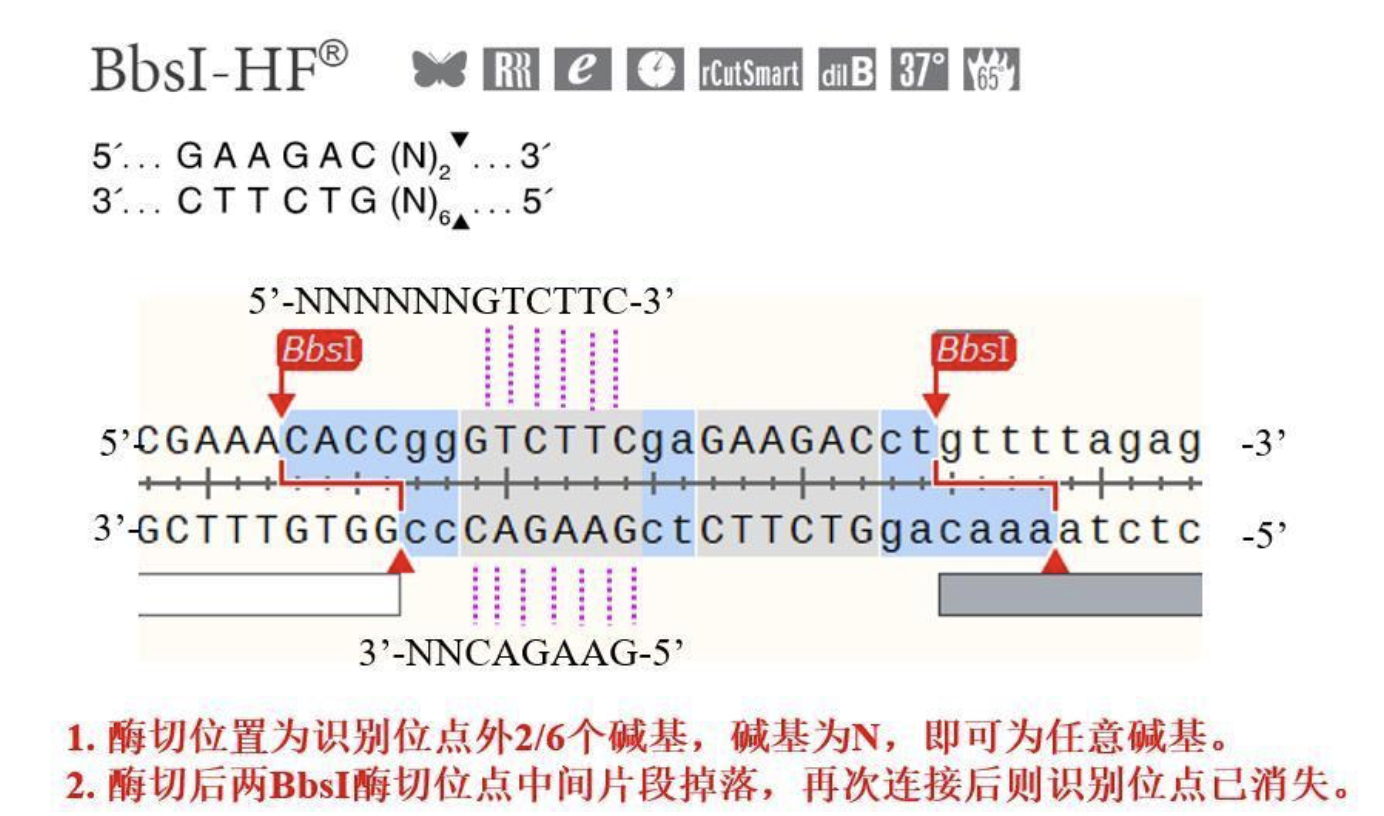 BbsI-HF® R e rCutSmart dil B 37° 65°
5´... G A A G A C (N)2▼... 3´
3´... C T T C T G (N)6▲... 5´
5’-NNNNNNGTCTTC-3’
BbsI BbsI
5’-CGAAACACCggGTCTTCgaGAAGACctgttttagag -3’
3’-GCTTTGTGGccCAGAAGctCTTCTGgacaaaatctc -5’
3’-NNCAGAAG-5’
1. 酶切位置为识别位点外2/6个碱基，碱基为N，即可为任意碱基。
2. 酶切后两BbsI酶切位点中间片段掉落，再次连接后则识别位点已消失。